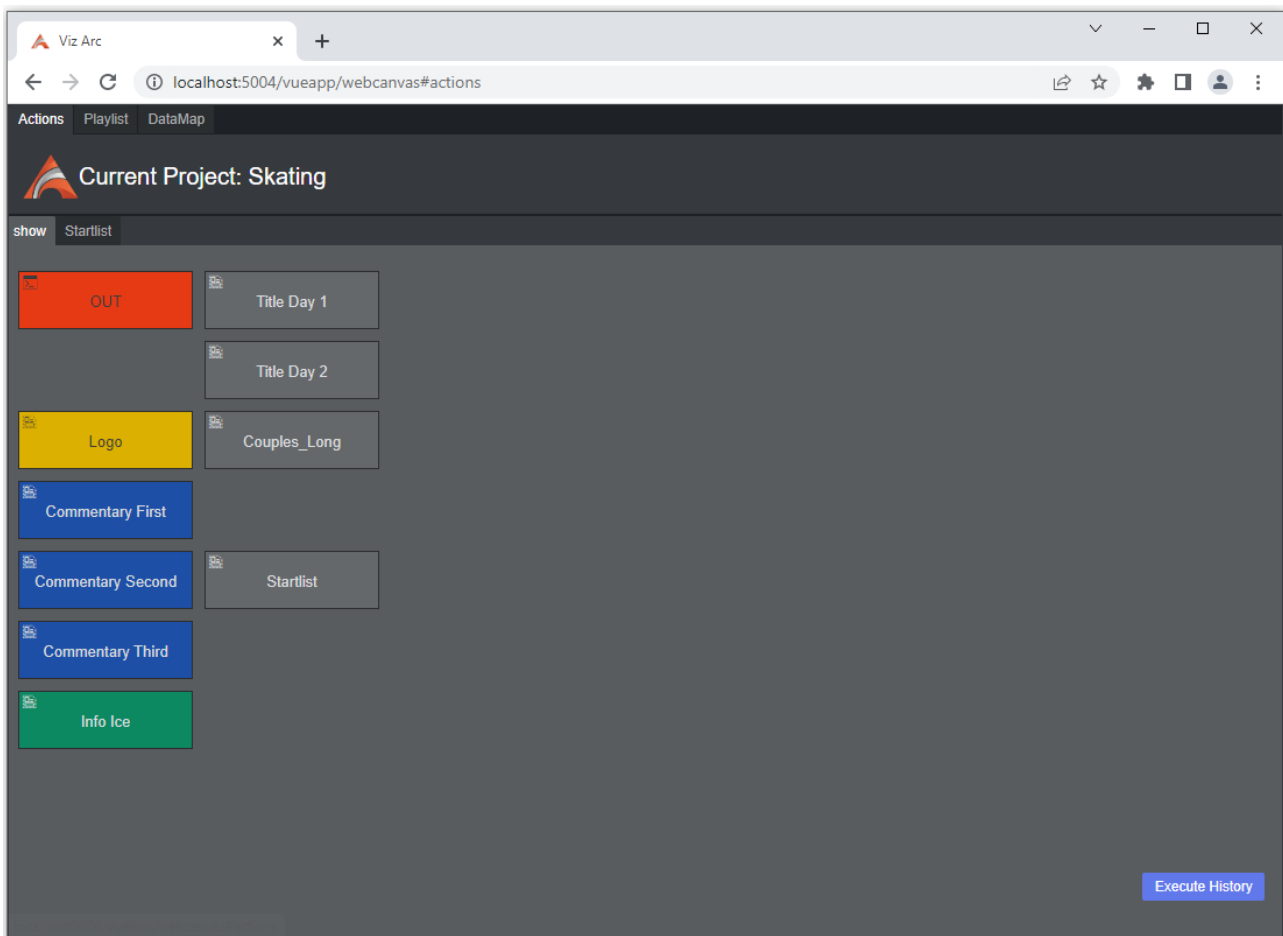 Viz Arc
localhost:5004/vueapp/webcanvas#actions
Actions Playlist DataMap
Current Project: Skating
show Startlist
OUT Title Day 1
Title Day 2
Logo Couples_Long
Commentary First
Commentary Second Startlist
Commentary Third
Info Ice
Execute History